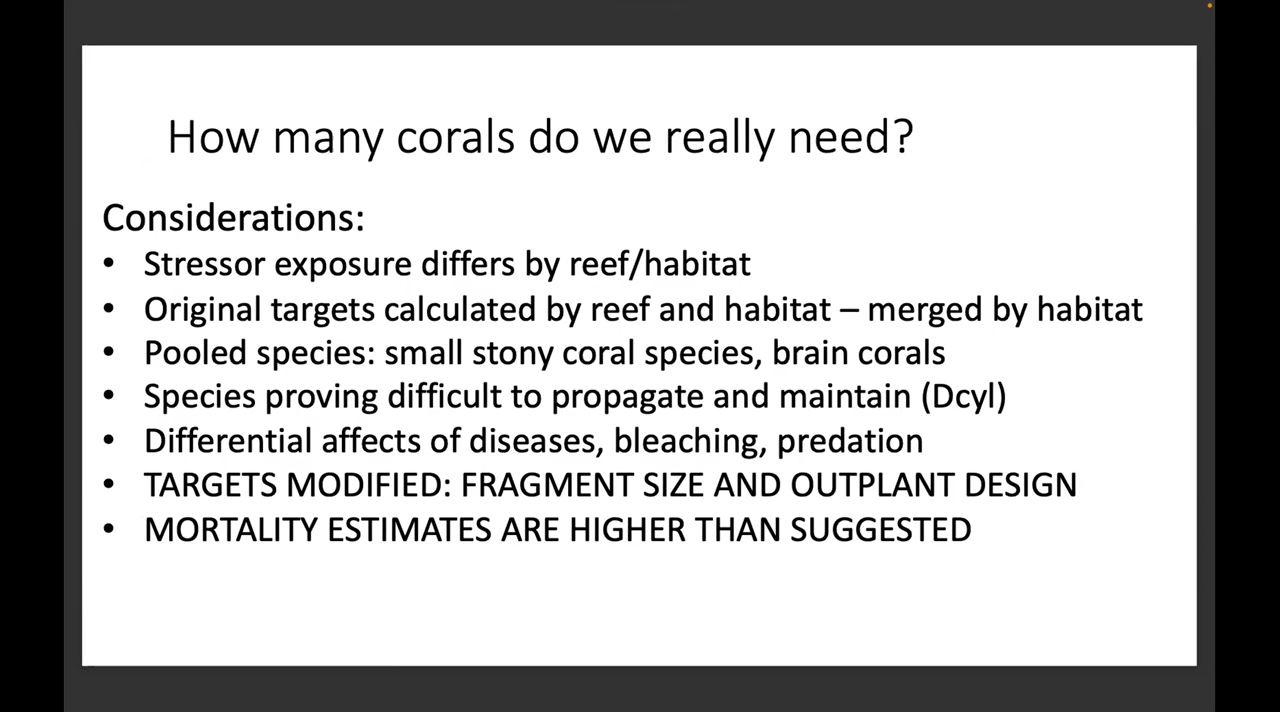 How many corals do we really need?
Considerations:
• Stressor exposure differs by reef/habitat
• Original targets calculated by reef and habitat – merged by habitat
• Pooled species: small stony coral species, brain corals
• Species proving difficult to propagate and maintain (Dcyl)
• Differential affects of diseases, bleaching, predation
• TARGETS MODIFIED: FRAGMENT SIZE AND OUTPLANT DESIGN
• MORTALITY ESTIMATES ARE HIGHER THAN SUGGESTED